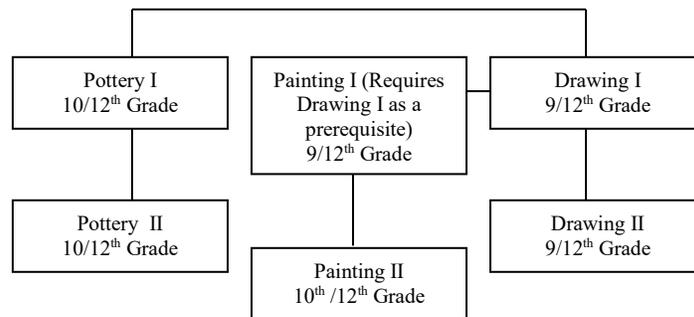 Pottery I
10/12th Grade
Painting I (Requires
Drawing I as a
prerequisite)
9/12th Grade
Drawing I
9/12th Grade
Pottery  II
10/12th Grade
Painting II
10th /12th Grade
Drawing II
9/12th Grade